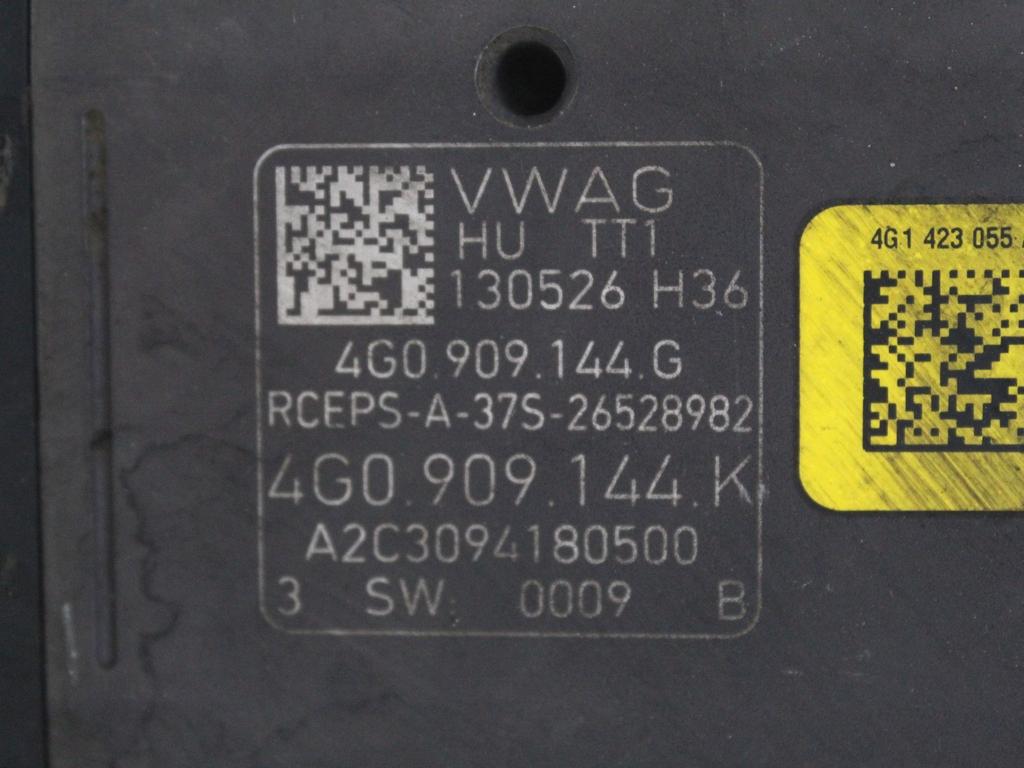 VWAG
HU TT1
130526 H36
4G0.909.144.G
RCEPS-A-37S-26528982
4G0.909.144.K
A2C3094180500
3 SW: 0009 B
4G1 423 055